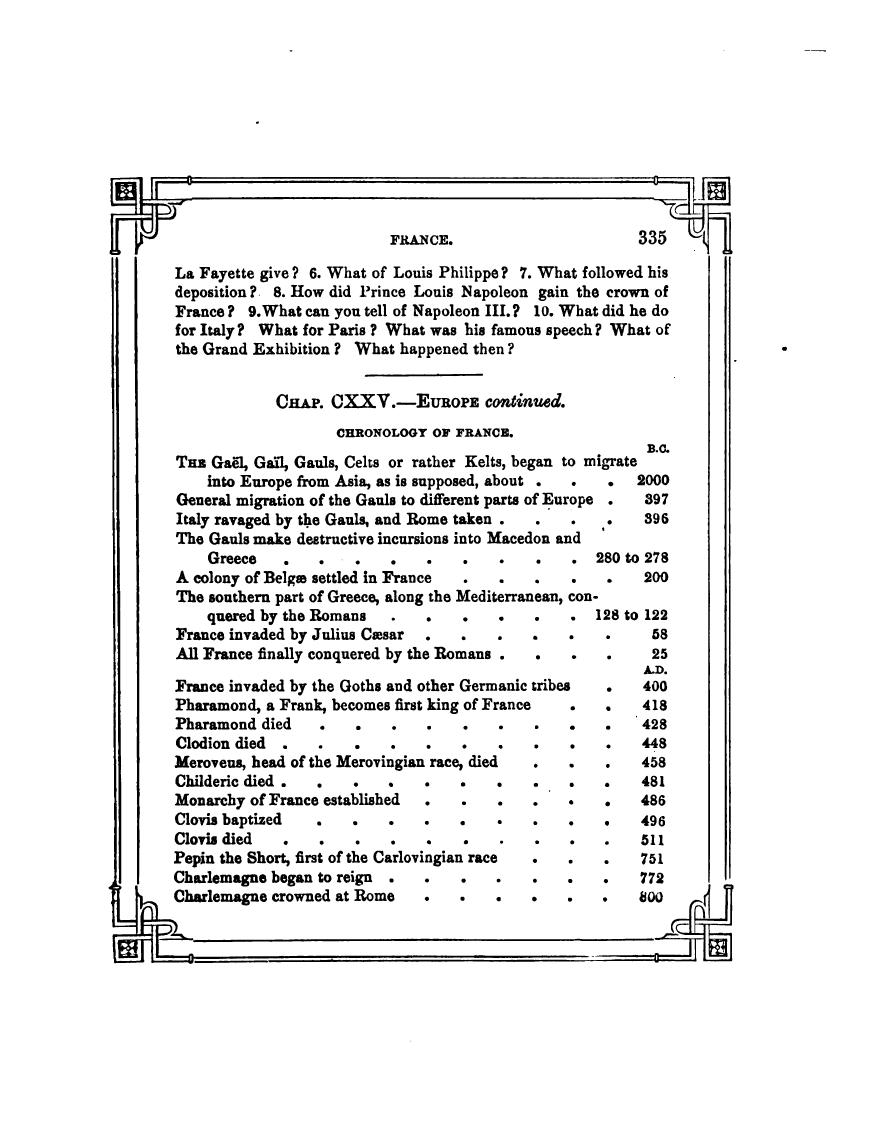 FRANCE. 335
La Fayette give? 6. What of Louis Philippe? 7. What followed his
deposition? 8. How did Prince Louis Napoleon gain the crown of
France? 9. What can you tell of Napoleon III.? 10. What did he do
for Italy? What for Paris? What was his famous speech? What of
the Grand Exhibition? What happened then?
CHAP. CXXV.—EUROPE continued.
CHRONOLOGY OF FRANCE.
B.C.
THE Gaël, Gaïl, Gauls, Celts or rather Kelts, began to migrate
into Europe from Asia, as is supposed, about . . . 2000
General migration of the Gauls to different parts of Europe . 397
Italy ravaged by the Gauls, and Rome taken . . . . 396
The Gauls make destructive incursions into Macedon and
Greece . . . . . . . . . 280 to 278
A colony of Belgæ settled in France . . . . . 200
The southern part of Greece, along the Mediterranean, con-
quered by the Romans . . . . . . 128 to 122
France invaded by Julius Cæsar . . . . . . 58
All France finally conquered by the Romans . . . . 25
A.D.
France invaded by the Goths and other Germanic tribes . 400
Pharamond, a Frank, becomes first king of France . . 418
Pharamond died . . . . . . . . . 428
Clodion died . . . . . . . . . . 448
Meroveus, head of the Merovingian race, died . . . 458
Childeric died . . . . . . . . . . 481
Monarchy of France established . . . . . . 486
Clovis baptized . . . . . . . . . 496
Clovis died . . . . . . . . . . 511
Pepin the Short, first of the Carlovingian race . . . 751
Charlemagne began to reign . . . . . . . 772
Charlemagne crowned at Rome . . . . . . 800